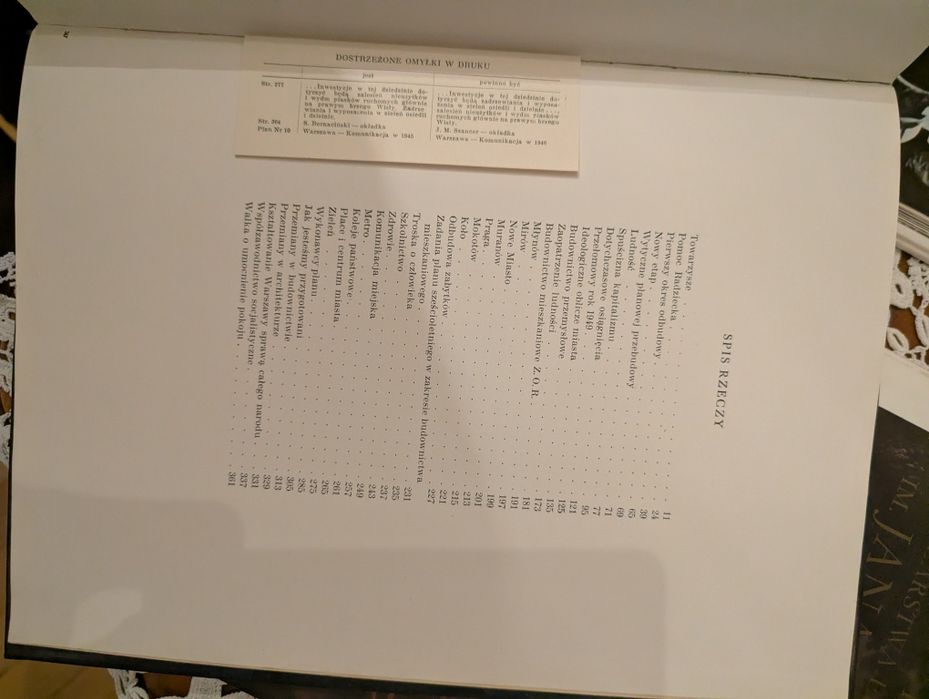 DOSTRZEŻONE OMYŁKI W DRUKU
jest powinno być
Str. 277 ...Inwestycje w tej dziedzinie do- ...Inwestycje w tej dziedzinie do-
tyczyć będą zalesień nieużytków tyczyć będą zadrzewiania i wyposa-
i wydm piasków ruchomych głównie żenia w zieleń osiedli i dzielnic
na prawym brzegu Wisły. Zadrze- zalesień nieużytków i wydm piasków
wiania i wyposażenia w zieleń osiedli ruchomych głównie na prawym brzegu
i dzielnic. Wisły.
Str. 364 S. Bernaciński — okładka J. M. Szancer — okładka
Plan Nr 10 Warszawa — Komunikacja w 1945 Warszawa — Komunikacja w 1946
SPIS RZECZY
Towarzysze 11
Pomoc Radziecka 24
Pierwszy okres odbudowy 39
Nowy etap 65
Wytyczne planowej przebudowy 69
Ludność 71
Spuścizna kapitalizmu 77
Dotychczasowe osiągnięcia 95
Przełomowy rok 1949 121
Ideologiczne oblicze miasta 125
Budownictwo przemysłowe 135
Zaopatrzenie ludności 173
Budownictwo mieszkaniowe Z. O. R. 181
Młynów 191
Mirów 197
Nowe Miasto 199
Muranów 201
Praga 213
Mokotów 215
Koło 221
Odbudowa zabytków 227
Zadania planu sześcioletniego w zakresie budownictwa
mieszkaniowego 231
Troska o człowieka 235
Szkolnictwo 237
Zdrowie 243
Komunikacja miejska 249
Metro 257
Koleje państwowe 261
Place i centrum miasta 265
Zieleń 275
Wykonawcy planu 285
Jak jesteśmy przygotowani 305
Przemiany w budownictwie 313
Przemiany w architekturze 329
Kształtowanie Warszawy sprawą całego narodu 331
Współzawodnictwo socjalistyczne 337
Walka o umocnienie pokoju 361
JAN